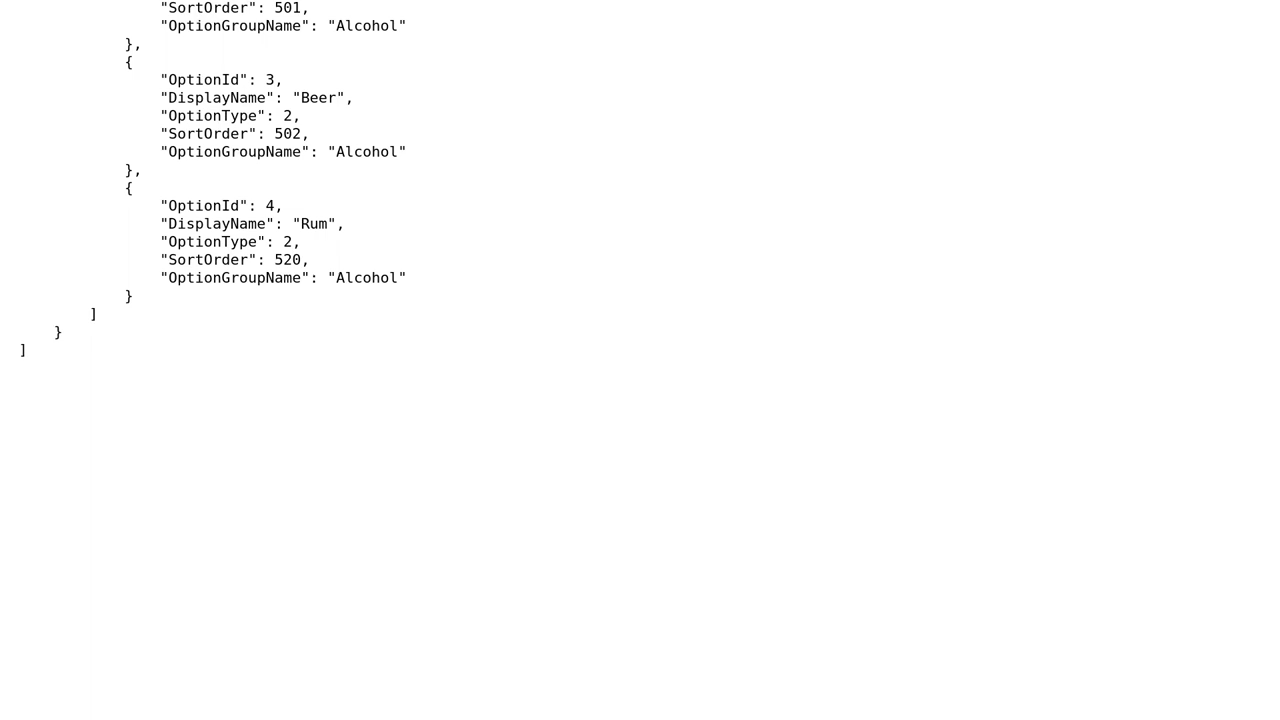 "SortOrder": 501,
"OptionGroupName": "Alcohol"
},
{
"OptionId": 3,
"DisplayName": "Beer",
"OptionType": 2,
"SortOrder": 502,
"OptionGroupName": "Alcohol"
},
{
"OptionId": 4,
"DisplayName": "Rum",
"OptionType": 2,
"SortOrder": 520,
"OptionGroupName": "Alcohol"
}
]
}
]